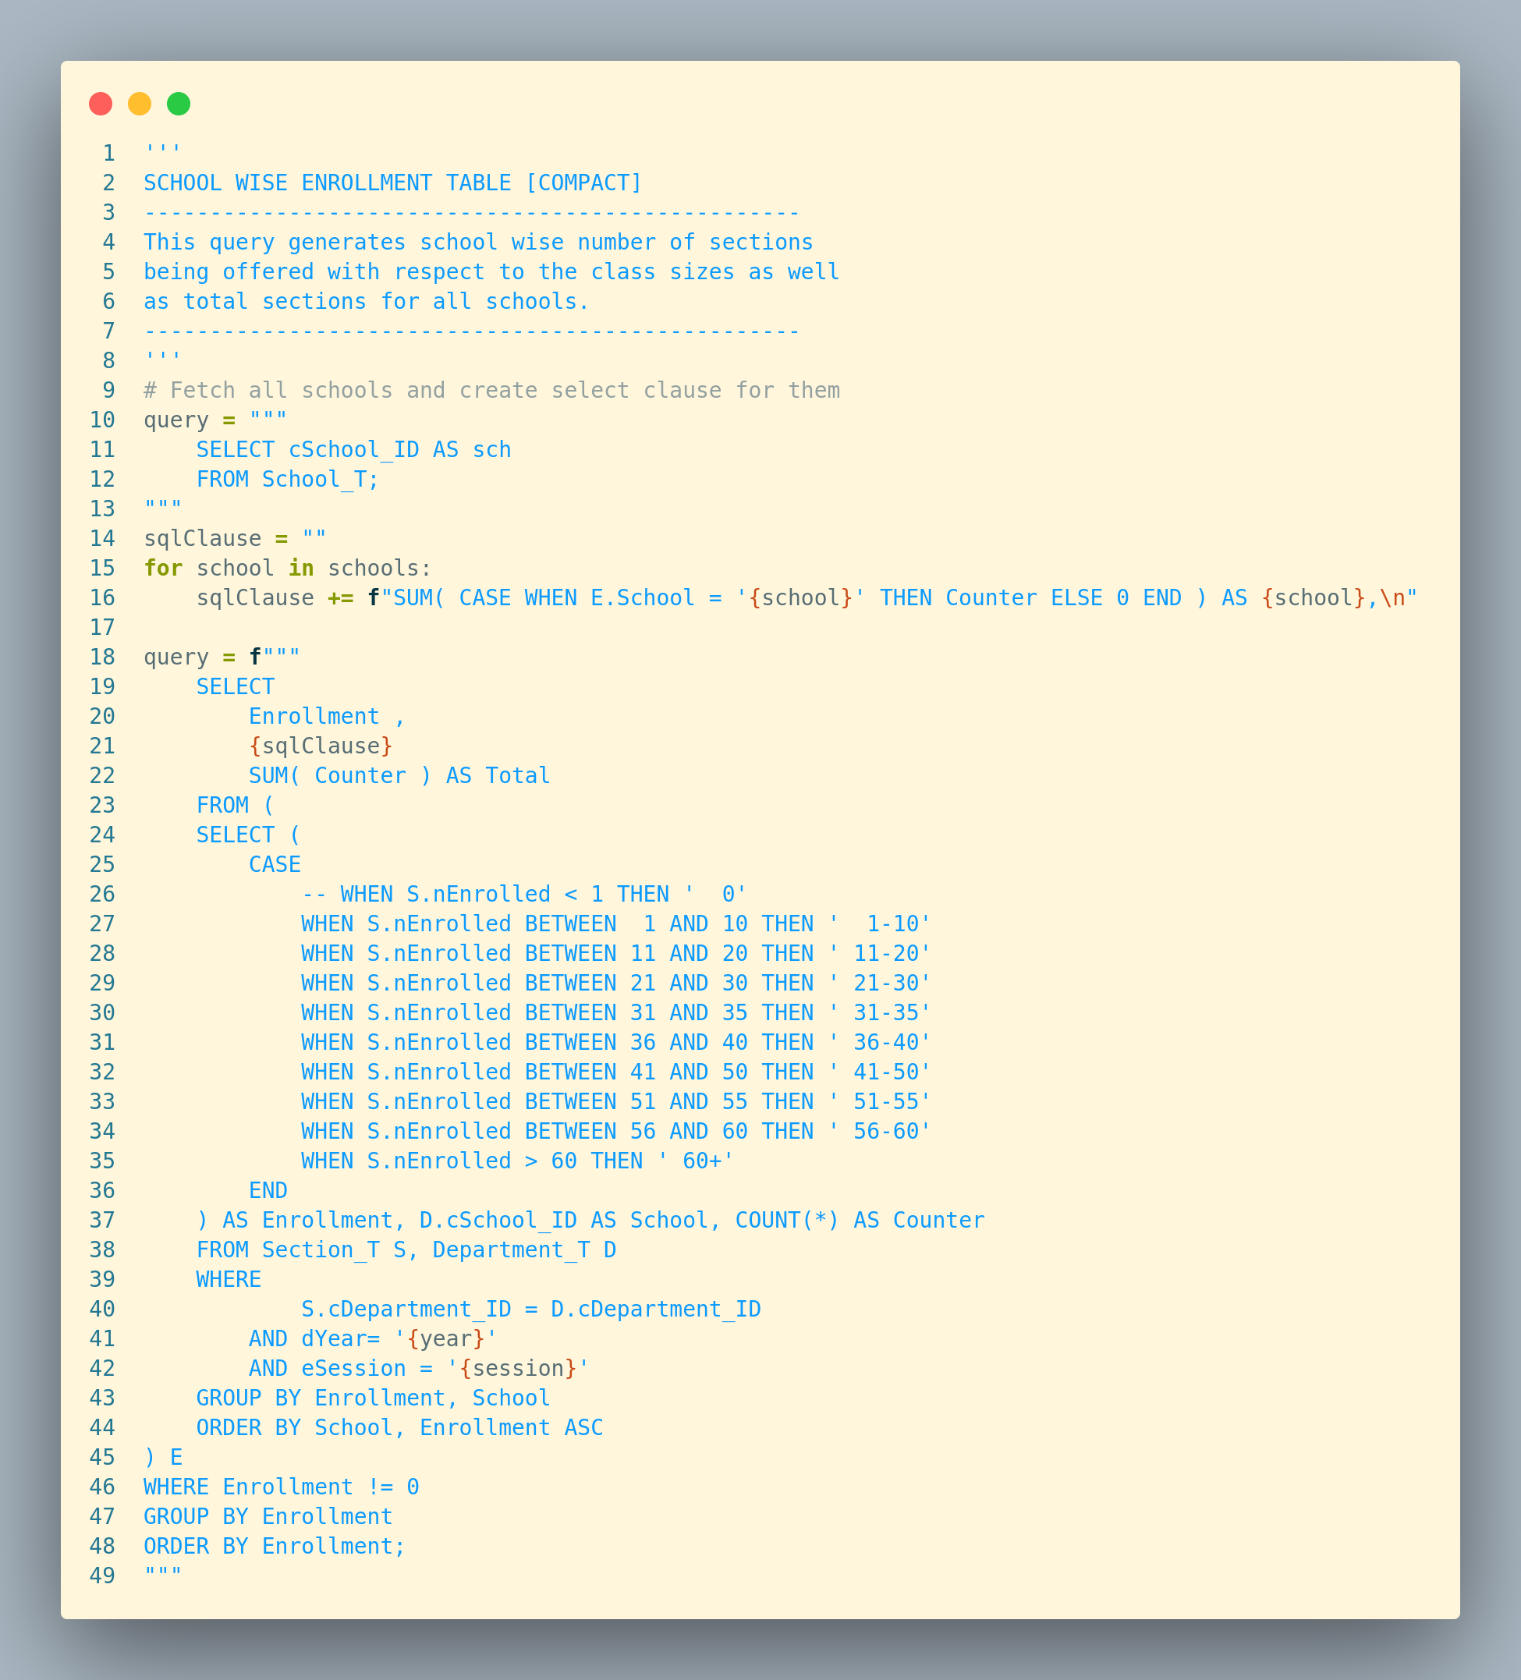 1 '''
2 SCHOOL WISE ENROLLMENT TABLE [COMPACT]
3 --------------------------------------------------
4 This query generates school wise number of sections
5 being offered with respect to the class sizes as well
6 as total sections for all schools.
7 --------------------------------------------------
8 '''
9 # Fetch all schools and create select clause for them
10 query = """
11     SELECT cSchool_ID AS sch
12     FROM School_T;
13 """
14 sqlClause = ""
15 for school in schools:
16     sqlClause += f"SUM( CASE WHEN E.School = '{school}' THEN Counter ELSE 0 END ) AS {school},\n"
17
18 query = f"""
19     SELECT
20         Enrollment ,
21         {sqlClause}
22         SUM( Counter ) AS Total
23     FROM (
24     SELECT (
25         CASE
26             -- WHEN S.nEnrolled < 1 THEN '  0'
27             WHEN S.nEnrolled BETWEEN  1 AND 10 THEN '  1-10'
28             WHEN S.nEnrolled BETWEEN 11 AND 20 THEN ' 11-20'
29             WHEN S.nEnrolled BETWEEN 21 AND 30 THEN ' 21-30'
30             WHEN S.nEnrolled BETWEEN 31 AND 35 THEN ' 31-35'
31             WHEN S.nEnrolled BETWEEN 36 AND 40 THEN ' 36-40'
32             WHEN S.nEnrolled BETWEEN 41 AND 50 THEN ' 41-50'
33             WHEN S.nEnrolled BETWEEN 51 AND 55 THEN ' 51-55'
34             WHEN S.nEnrolled BETWEEN 56 AND 60 THEN ' 56-60'
35             WHEN S.nEnrolled > 60 THEN ' 60+'
36         END
37     ) AS Enrollment, D.cSchool_ID AS School, COUNT(*) AS Counter
38     FROM Section_T S, Department_T D
39     WHERE
40             S.cDepartment_ID = D.cDepartment_ID
41         AND dYear= '{year}'
42         AND eSession = '{session}'
43     GROUP BY Enrollment, School
44     ORDER BY School, Enrollment ASC
45 ) E
46 WHERE Enrollment != 0
47 GROUP BY Enrollment
48 ORDER BY Enrollment;
49 """